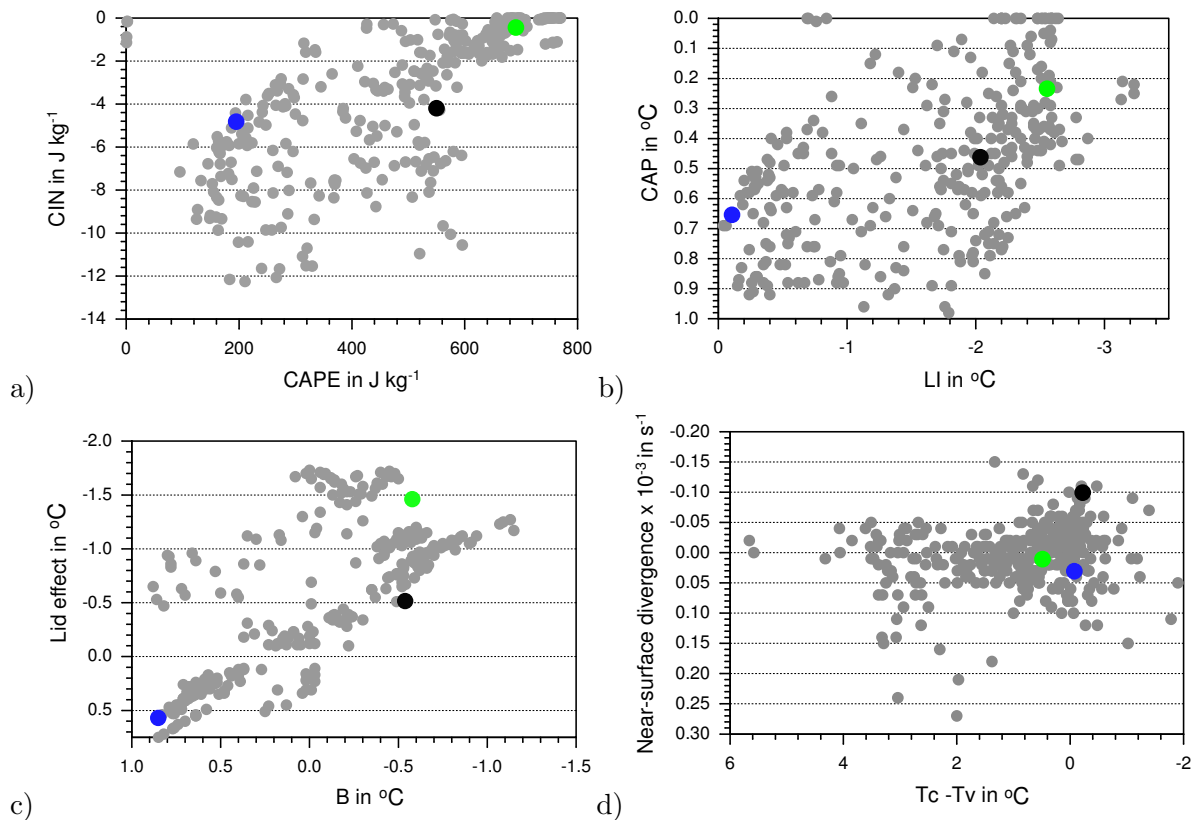 0
-2
-4
-6
-8
-10
-12
-14
0 200 400 600 800
CIN in J kg-1
CAPE in J kg-1
a)
0.0
0.1
0.2
0.3
0.4
0.5
0.6
0.7
0.8
0.9
1.0
0 -1 -2 -3
CAP in oC
LI in oC
b)
-2.0
-1.5
-1.0
-0.5
0.0
0.5
1.0 0.5 0.0 -0.5 -1.0 -1.5
Lid effect in oC
B in oC
c)
-0.20
-0.15
-0.10
-0.05
0.00
0.05
0.10
0.15
0.20
0.25
0.30
6 4 2 0 -2
Near-surface divergence x 10-3 in s-1
Tc -Tv in oC
d)